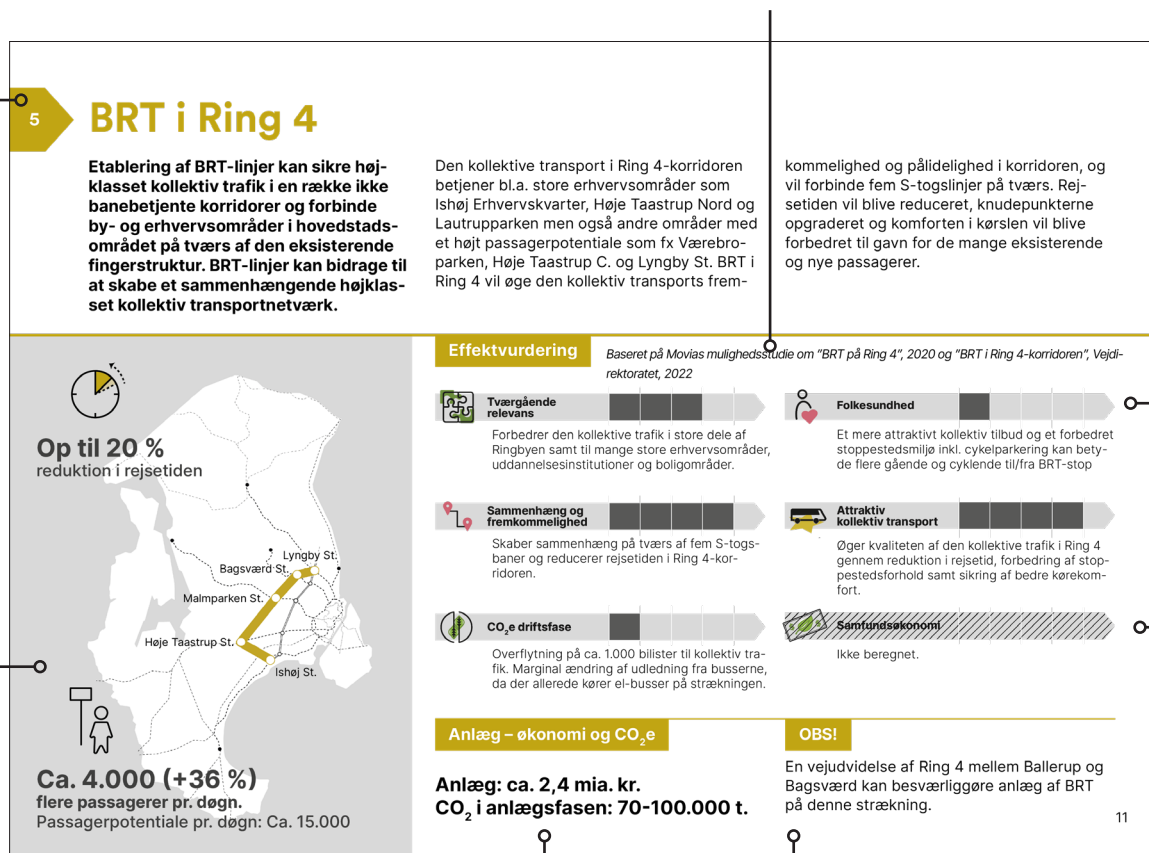 5
BRT i Ring 4
Etablering af BRT-linjer kan sikre høj-
klasset kollektiv trafik i en række ikke
banebetjente korridorer og forbinde
by- og erhvervsområder i hovedstads-
området på tværs af den eksisterende
fingerstruktur. BRT-linjer kan bidrage til
at skabe et sammenhængende højklas-
set kollektiv transportnetværk.
Den kollektive transport i Ring 4-korridoren
betjener bl.a. store erhvervsområder som
Ishøj Erhvervskvarter, Høje Taastrup Nord og
Lautrupparken men også andre områder med
et højt passagerpotentiale som fx Værebro-
parken, Høje Taastrup C. og Lyngby St. BRT i
Ring 4 vil øge den kollektiv transports frem-
kommelighed og pålidelighed i korridoren, og
vil forbinde fem S-togslinjer på tværs. Rej-
setiden vil blive reduceret, knudepunkterne
opgraderet og komforten i kørslen vil blive
forbedret til gavn for de mange eksisterende
og nye passagerer.
Op til 20 %
reduktion i rejsetiden
Lyngby St.
Bagsværd St.
Malmparken St.
Høje Taastrup St.
Ishøj St.
Ca. 4.000 (+36 %)
flere passagerer pr. døgn.
Passagerpotentiale pr. døgn: Ca. 15.000
Effektvurdering
Baseret på Movias mulighedsstudie om "BRT på Ring 4", 2020 og "BRT i Ring 4-korridoren", Vejdi-
rektoratet, 2022
Tværgående
relevans
Forbedrer den kollektive trafik i store dele af
Ringbyen samt til mange store erhvervsområder,
uddannelsesinstitutioner og boligområder.
Folkesundhed
Et mere attraktivt kollektiv tilbud og et forbedret
stoppestedsmiljø inkl. cykelparkering kan bety-
de flere gående og cyklende til/fra BRT-stop
Sammenhæng og
fremkommelighed
Skaber sammenhæng på tværs af fem S-togs-
baner og reducerer rejsetiden i Ring 4-kor-
ridoren.
Attraktiv
kollektiv transport
Øger kvaliteten af den kollektive trafik i Ring 4
gennem reduktion i rejsetid, forbedring af stop-
pestedsforhold samt sikring af bedre kørekom-
fort.
CO2e driftsfase
Overflytning på ca. 1.000 bilister til kollektiv tra-
fik. Marginal ændring af udledning fra busserne,
da der allerede kører el-busser på strækningen.
Samfundsøkonomi
Ikke beregnet.
Anlæg – økonomi og CO2e
Anlæg: ca. 2,4 mia. kr.
CO2 i anlægsfasen: 70-100.000 t.
OBS!
En vejudvidelse af Ring 4 mellem Ballerup og
Bagsværd kan besværliggøre anlæg af BRT
på denne strækning.
11